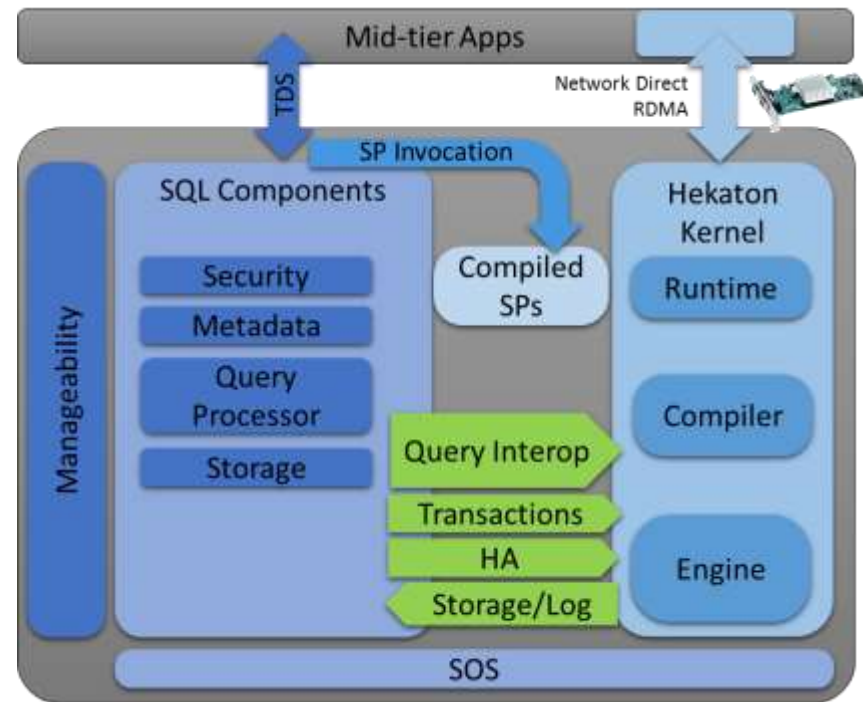 Mid-tier Apps
TDS
Network Direct
RDMA
SP Invocation
Manageability
SQL Components
Security
Metadata
Query
Processor
Storage
Compiled
SPs
Hekaton
Kernel
Runtime
Compiler
Engine
Query Interop
Transactions
HA
Storage/Log
SOS